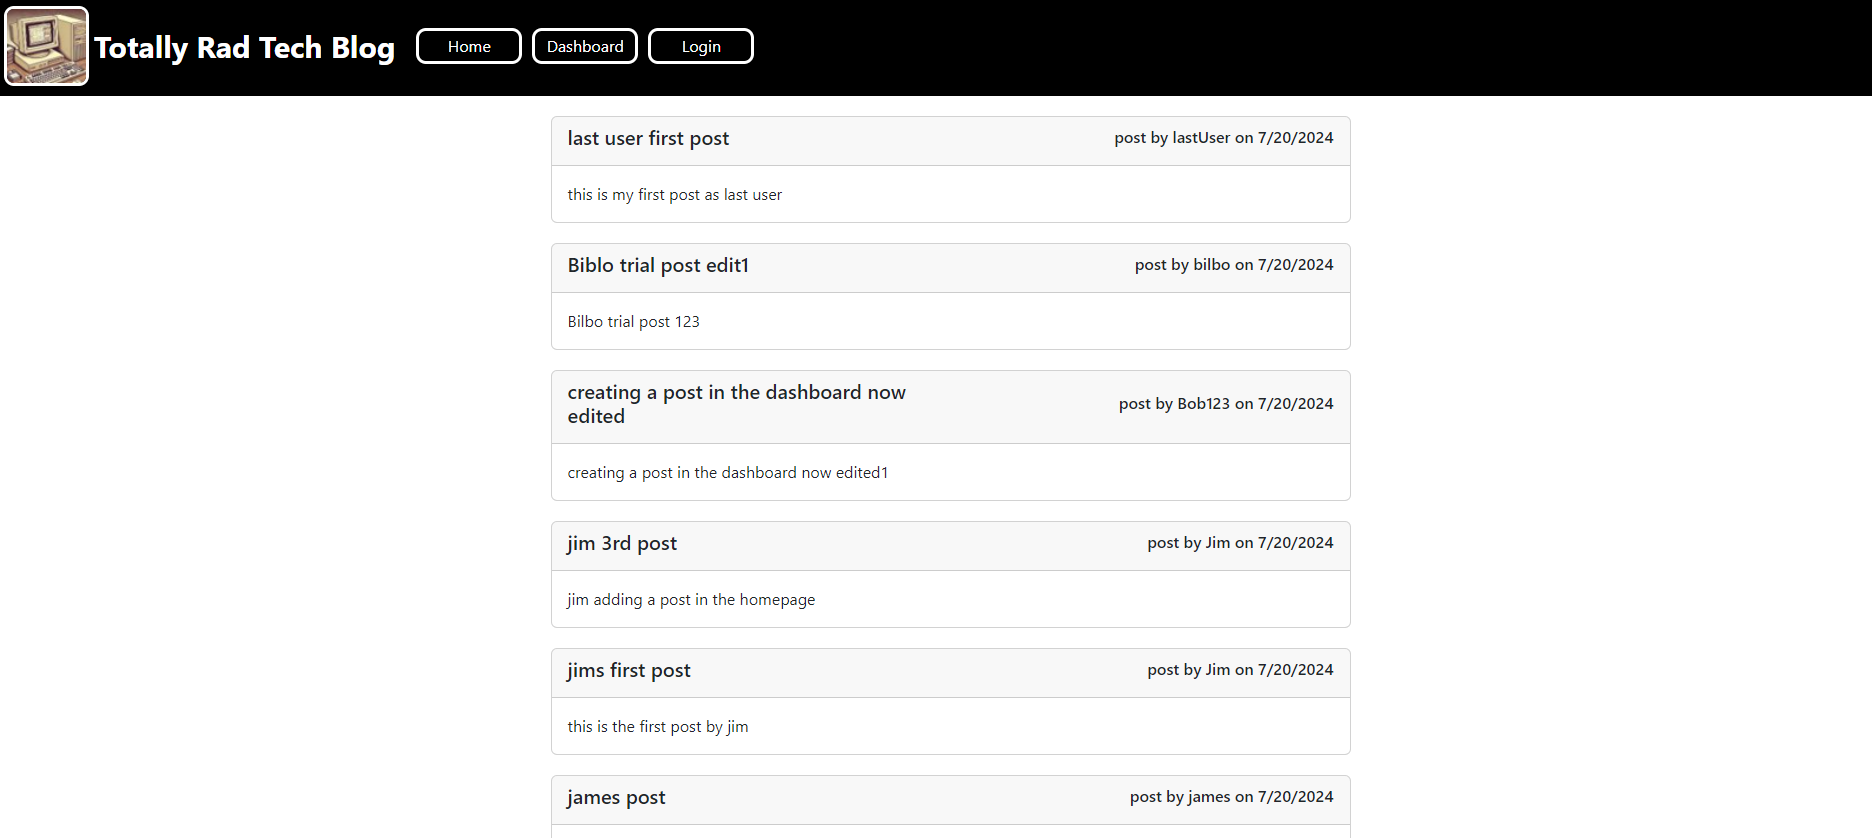 Totally Rad Tech Blog Home Dashboard Login
last user first post post by lastUser on 7/20/2024
this is my first post as last user
Biblo trial post edit1 post by bilbo on 7/20/2024
Bilbo trial post 123
creating a post in the dashboard now
edited
post by Bob123 on 7/20/2024
creating a post in the dashboard now edited1
jim 3rd post post by Jim on 7/20/2024
jim adding a post in the homepage
jims first post post by Jim on 7/20/2024
this is the first post by jim
james post post by james on 7/20/2024